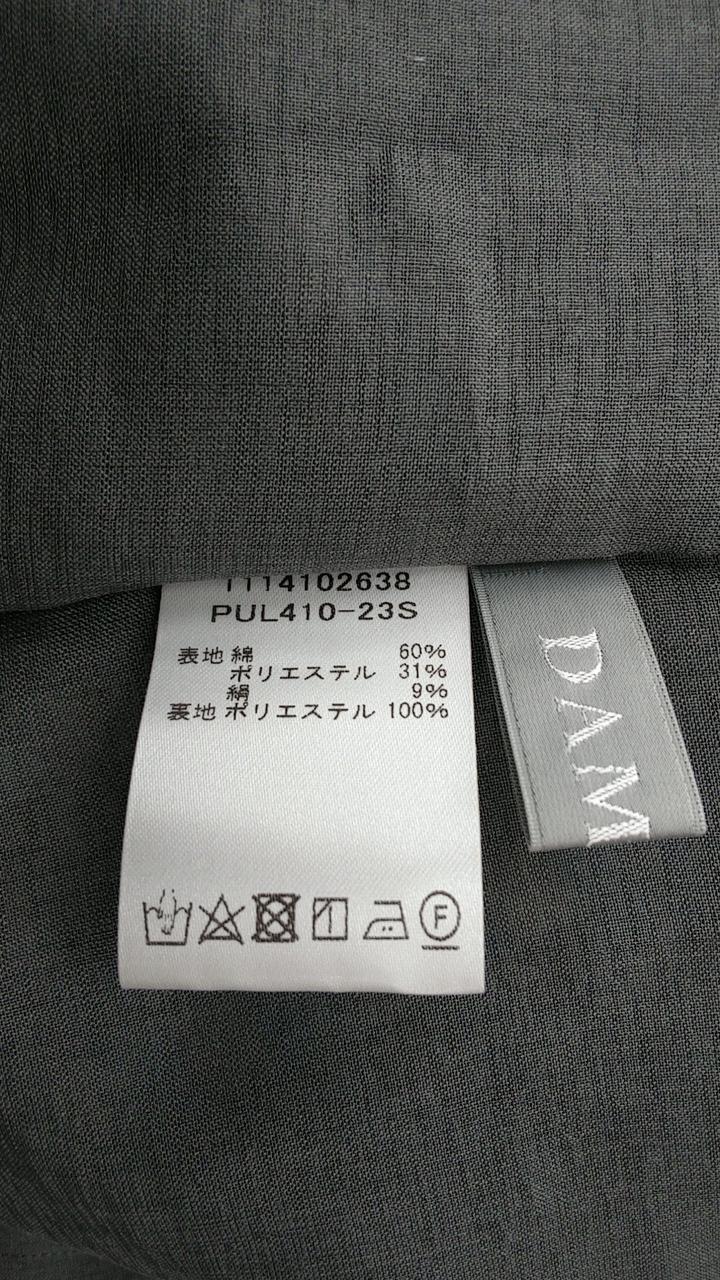 1114102638
PUL410-23S
表地 綿 60%
ポリエステル 31%
絹 9%
裏地 ポリエステル 100%
F
DAM